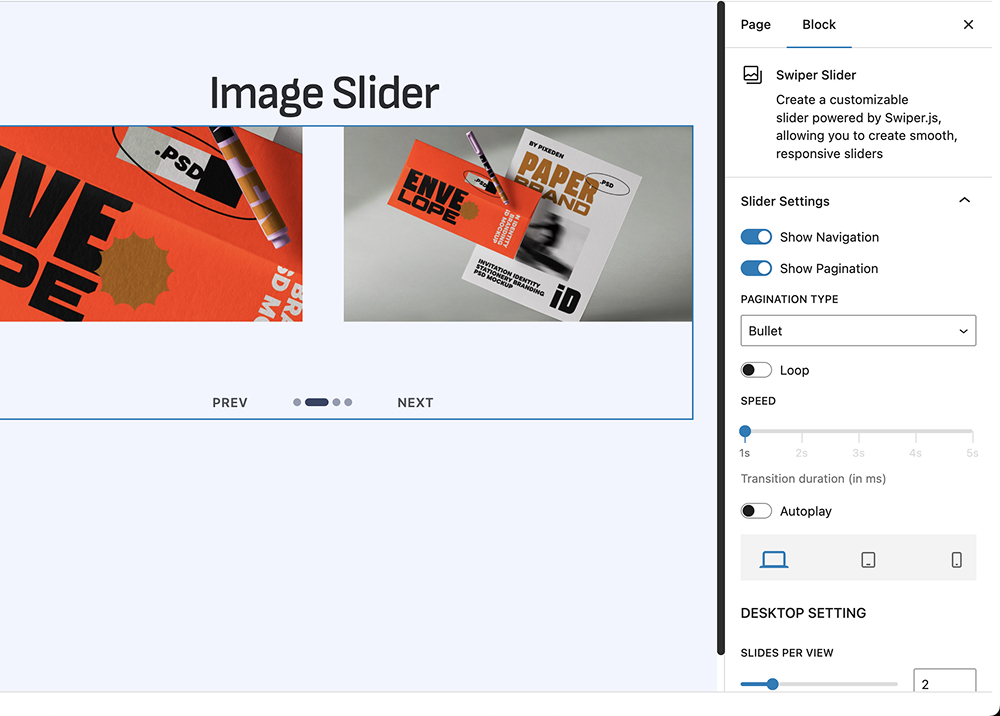 Page Block
Swiper Slider
Create a customizable
slider powered by Swiper.js,
allowing you to create smooth,
responsive sliders
Slider Settings
Show Navigation
Show Pagination
PAGINATION TYPE
Bullet
Loop
SPEED
1s 2s 3s 4s 5s
Transition duration (in ms)
Autoplay
DESKTOP SETTING
SLIDES PER VIEW
2
Image Slider
.PSD
BY PIXEDEN
PAPER
BRAND
.PSD
ENVE
LOPE
INVITATION IDENTITY
STATIONERY BRANDING
PSD MOCKUP
iD
PREV
NEXT